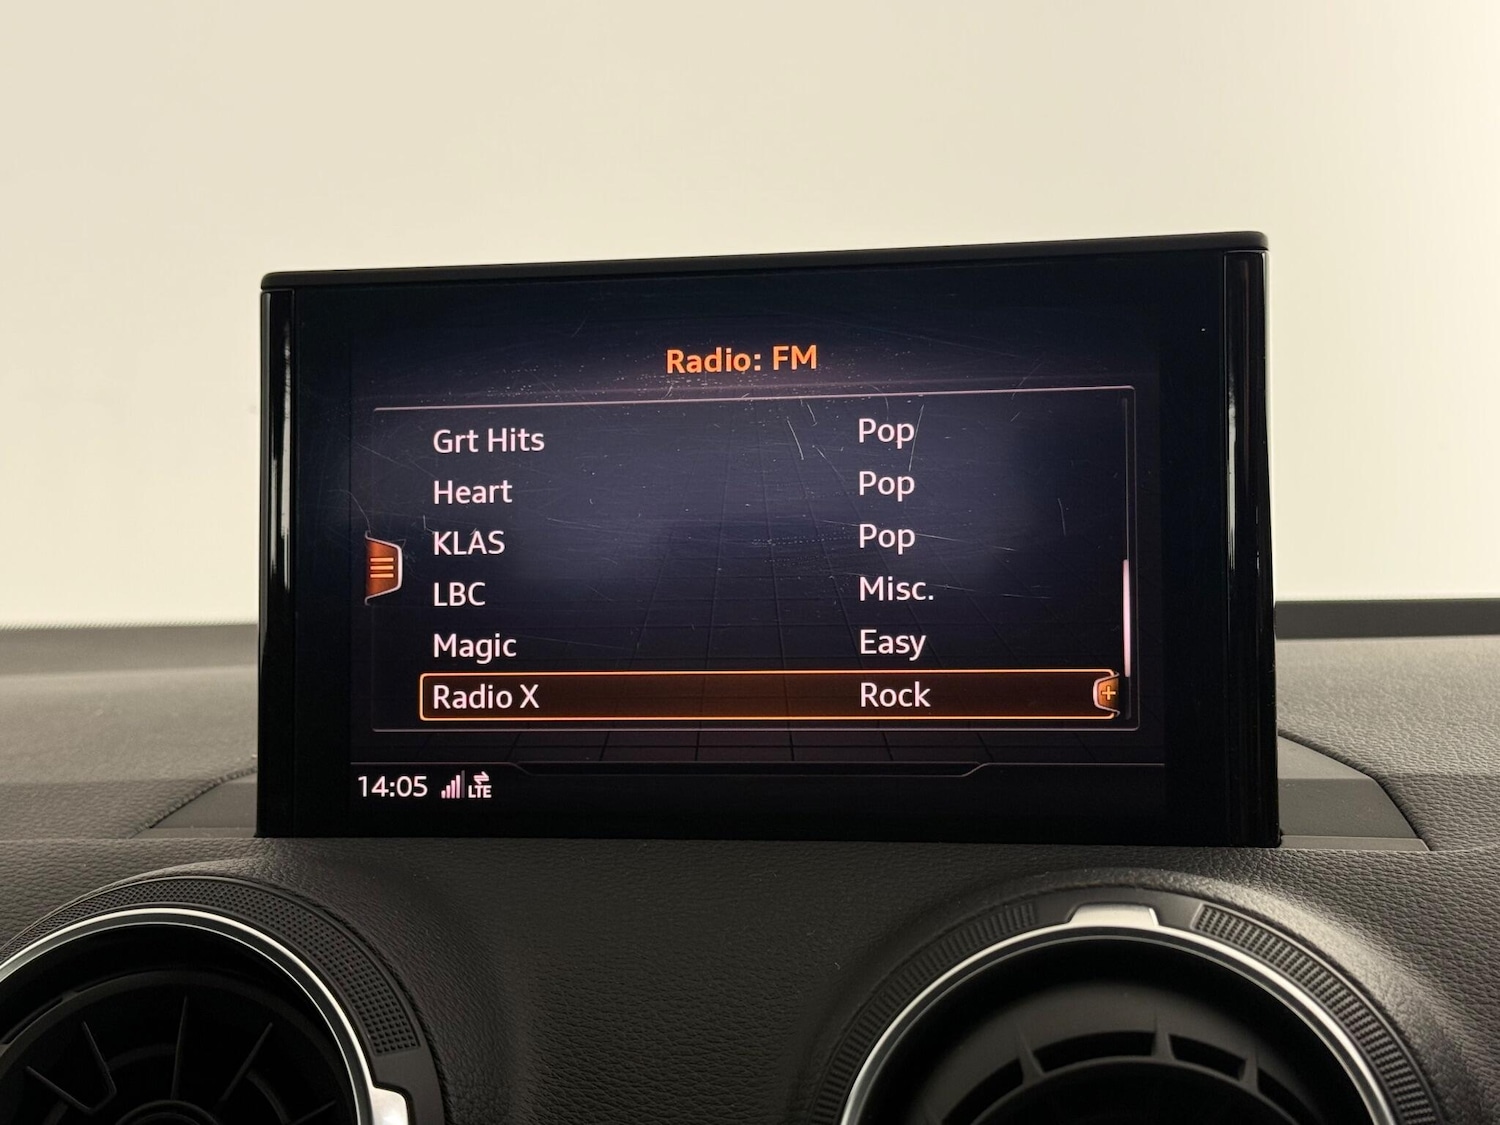 Radio: FM
Grt Hits Pop
Heart Pop
KLAS Pop
LBC Misc.
Magic Easy
Radio X Rock
14:05 LTE